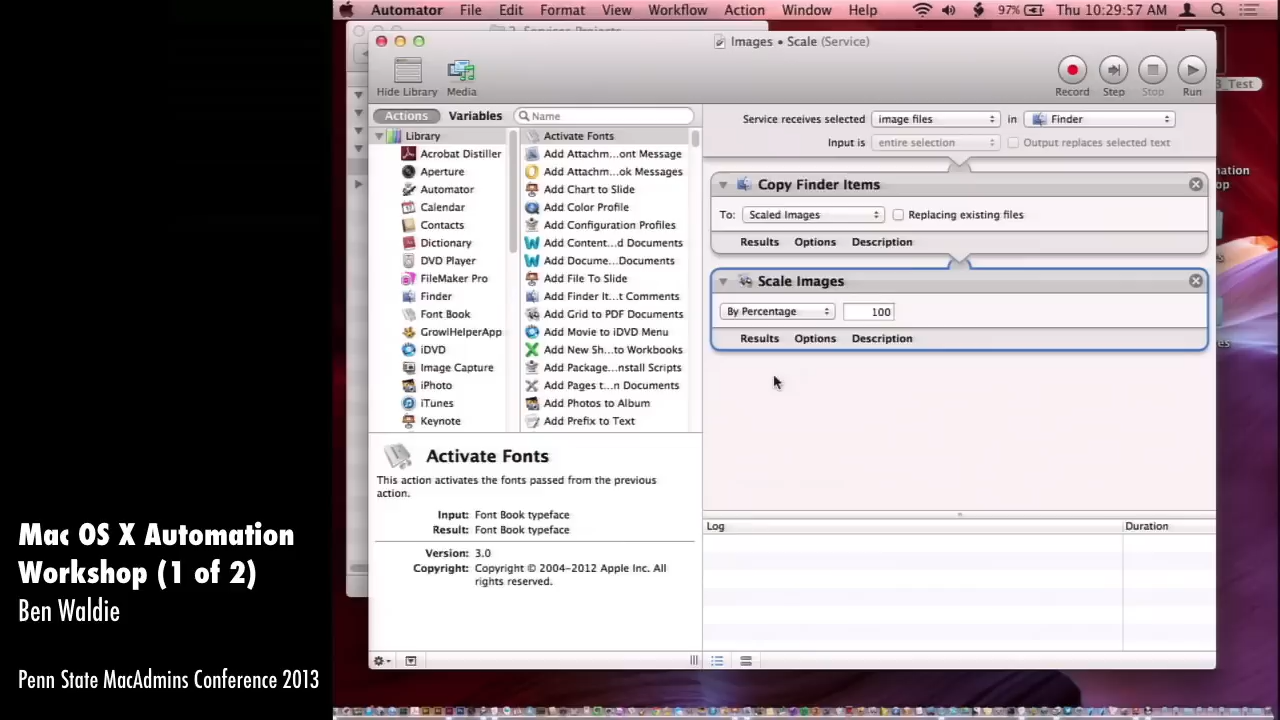 Automator File Edit Format View Workflow Action Window Help 97% Thu 10:29:57 AM
Images • Scale (Service)
Hide Library Media Record Step Stop Run
Actions Variables Name
Service receives selected image files in Finder
Input is entire selection Output replaces selected text
Library
Acrobat Distiller
Aperture
Automator
Calendar
Contacts
Dictionary
DVD Player
FileMaker Pro
Finder
Font Book
GrowlHelperApp
iDVD
Image Capture
iPhoto
iTunes
Keynote
Activate Fonts
Add Attachm...ont Message
Add Attachm...ok Messages
Add Chart to Slide
Add Color Profile
Add Configuration Profiles
Add Content...d Documents
Add Docume...Documents
Add File To Slide
Add Finder It...t Comments
Add Grid to PDF Documents
Add Movie to iDVD Menu
Add New Sh...to Workbooks
Add Package...nstall Scripts
Add Pages t...n Documents
Add Photos to Album
Add Prefix to Text
Copy Finder Items
To: Scaled Images Replacing existing files
Results Options Description
Scale Images
By Percentage 100
Results Options Description
Activate Fonts
This action activates the fonts passed from the previous
action.
Input: Font Book typeface
Result: Font Book typeface
Version: 3.0
Copyright: Copyright © 2004–2012 Apple Inc. All
rights reserved.
Log Duration
Mac OS X Automation
Workshop (1 of 2)
Ben Waldie
Penn State MacAdmins Conference 2013